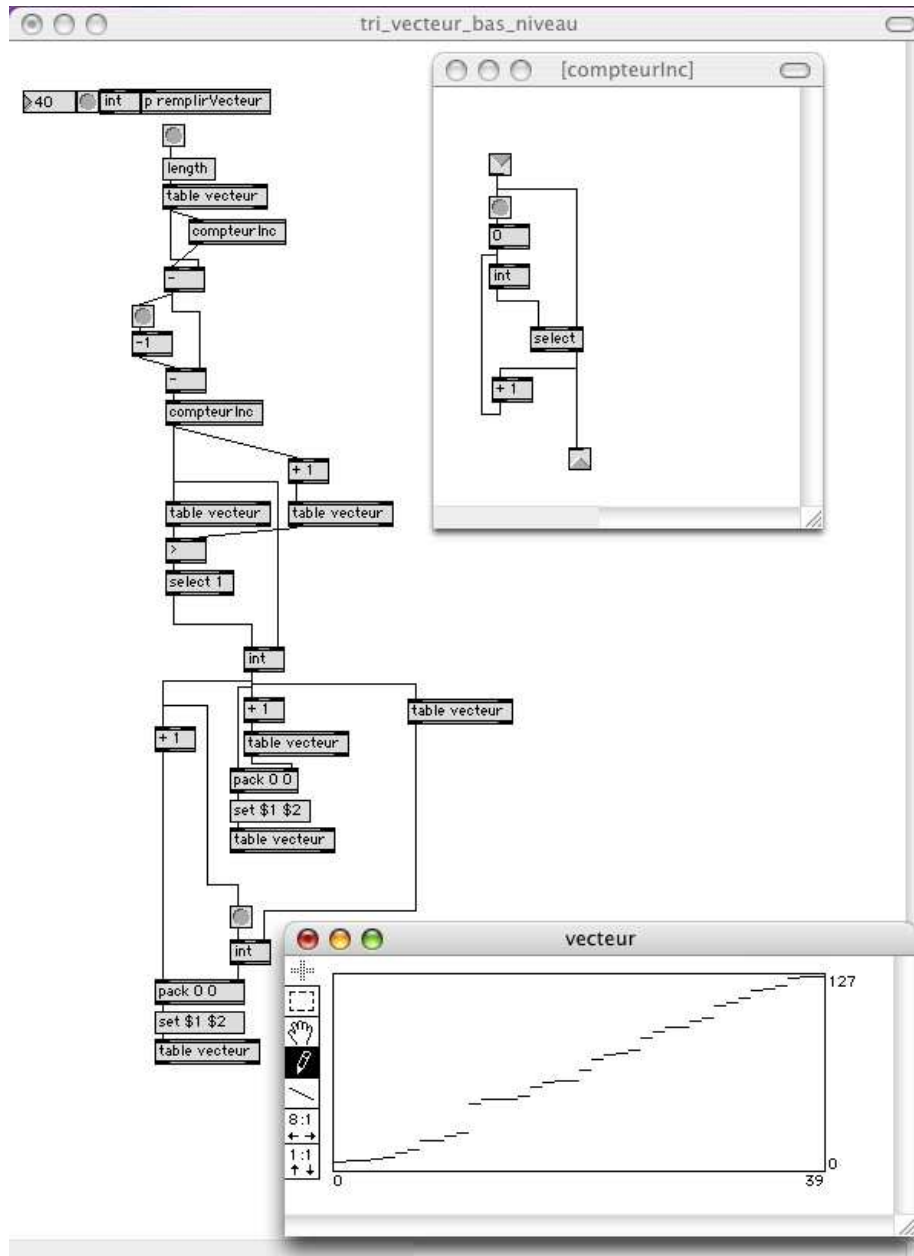 tri_vecteur_bas_niveau
[compteurInc]
40 int p remplirVecteur
length
table vecteur
compteurInc
-
-1
-
compteurInc
+ 1
table vecteur table vecteur
>
select 1
int
+ 1 table vecteur
+ 1
table vecteur
pack 0 0
set $1 $2
table vecteur
int
pack 0 0
set $1 $2
table vecteur
0
int
select
+ 1
vecteur
127
8:1
1:1
0
0 39